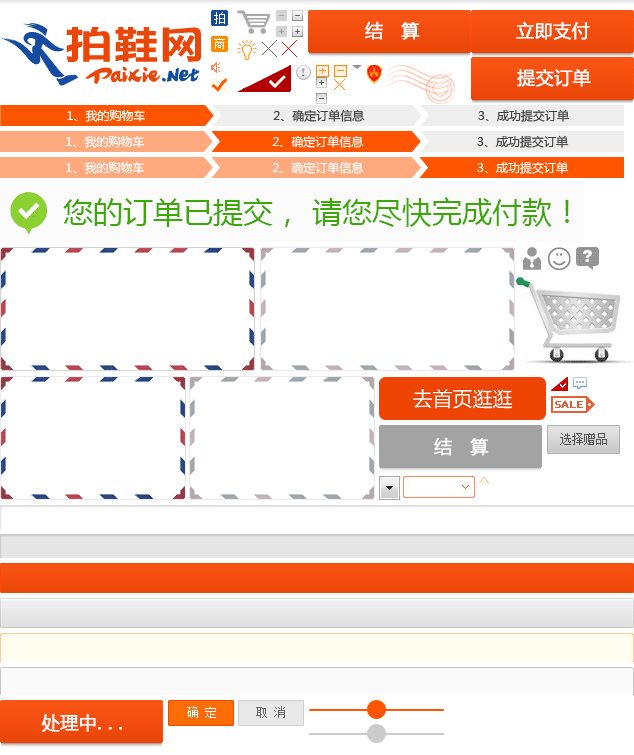 拍鞋网
Paixie.Net
拍
商
结 算
立即支付
提交订单
1、我的购物车 2、确定订单信息 3、成功提交订单
1、我的购物车 2、确定订单信息 3、成功提交订单
1、我的购物车 2、确定订单信息 3、成功提交订单
您的订单已提交，请您尽快完成付款！
去首页逛逛
SALE
结 算
选择赠品
处理中...
确 定
取 消